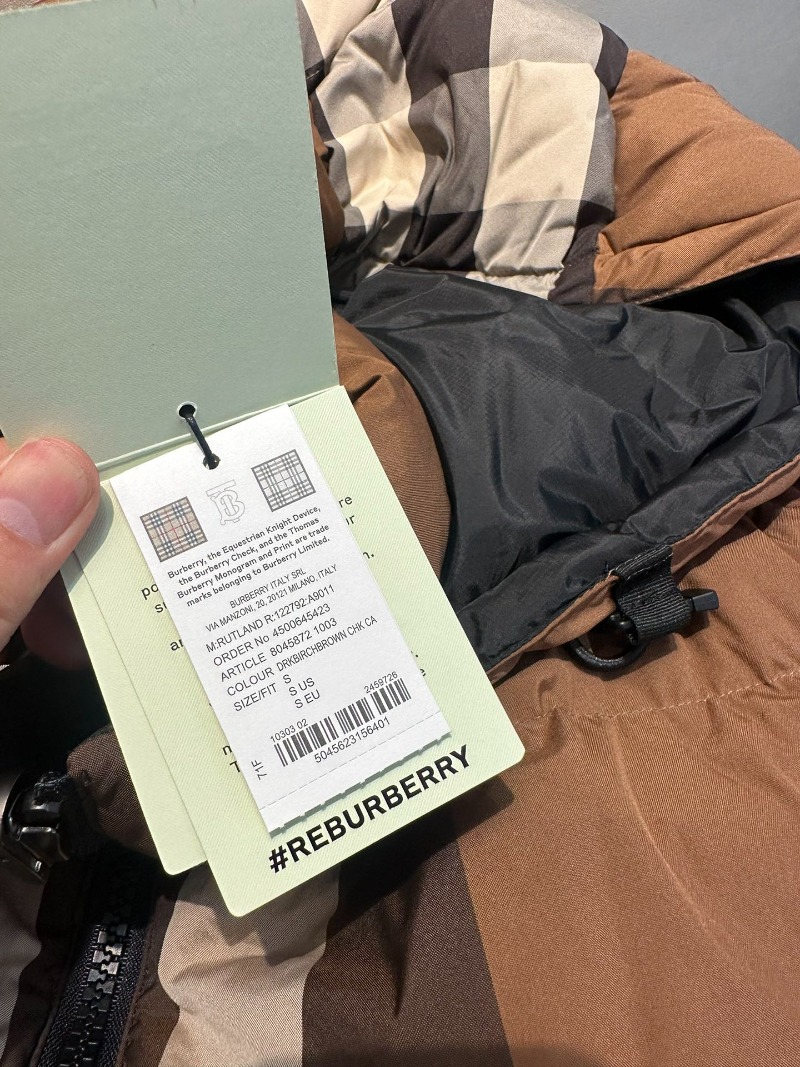 Burberry, the Equestrian Knight Device,
the Burberry Check, and the Thomas
Burberry Monogram and Print are trade
marks belonging to Burberry Limited.
BURBERRY ITALY SRL
VIA MANZONI, 20, 20121 MILANO, ITALY
M:RUTLAND R:122792:A9011
ORDER No 4500645423
ARTICLE 8045872 1003
COLOUR DRKBIRCHBROWN CHK CA
SIZE/FIT S
S US
S EU
10303 02 2459726
71F
5045623156401
#REBURBERRY